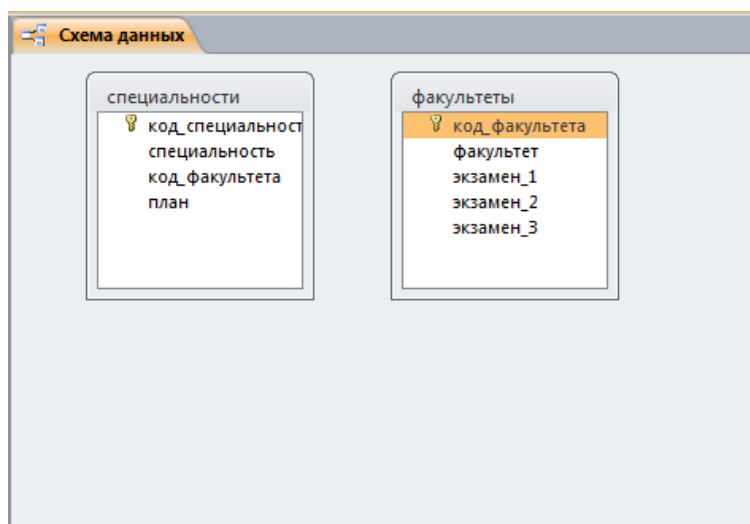 Схема данных
специальности
код_специальност
специальность
код_факультета
план
факультеты
код_факультета
факультет
экзамен_1
экзамен_2
экзамен_3